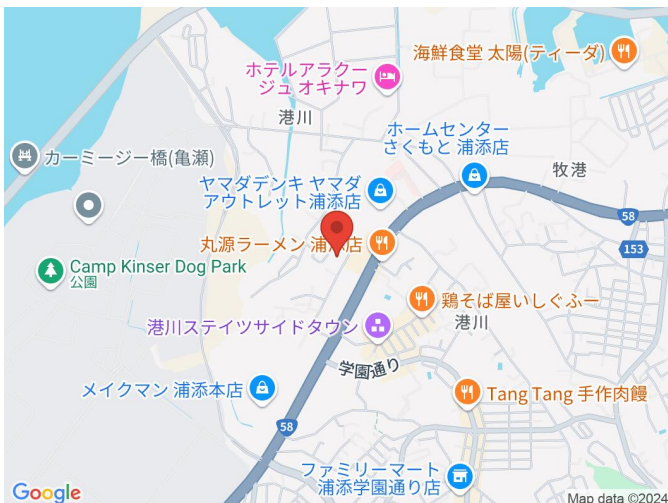 海鮮食堂 太陽(ティーダ)
ホテルアラクー
ジュ オキナワ
港川
ホームセンター
さくもと 浦添店
カーミージー橋(亀瀬)
牧港
ヤマダデンキ ヤマダ
アウトレット浦添店
58
丸源ラーメン 浦添店
153
Camp Kinser Dog Park
公園
鶏そば屋いしぐふー
港川ステイツサイドタウン
港川
学園通り
メイクマン 浦添本店
Tang Tang 手作肉饅
58
ファミリーマート
浦添学園通り店
Google
Map data ©2024